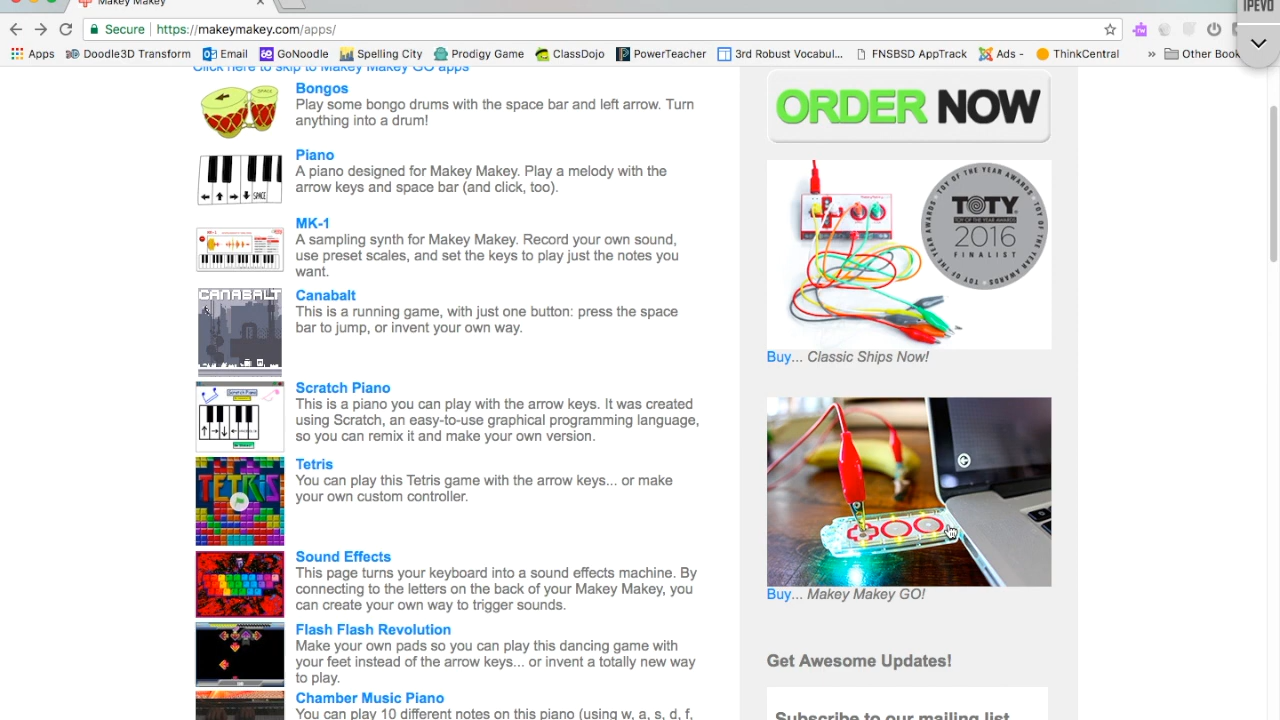 Makey Makey
IPEVO
Secure
https://makeymakey.com/apps/
Apps
Doodle3D Transform
Email
GoNoodle
Spelling City
Prodigy Game
ClassDojo
PowerTeacher
3rd Robust Vocabul...
ENSBSD AppTrack
Ads -
ThinkCentral
»
Other Book
Click here to skip to Makey Makey GO apps
Bongos
Play some bongo drums with the space bar and left arrow. Turn
anything into a drum!
SPACE
Piano
A piano designed for Makey Makey. Play a melody with the
arrow keys and space bar (and click, too).
SPACE
MK-1
A sampling synth for Makey Makey. Record your own sound,
use preset scales, and set the keys to play just the notes you
want.
MK-1
Canabalt
This is a running game, with just one button: press the space
bar to jump, or invent your own way.
CANABALT
Scratch Piano
This is a piano you can play with the arrow keys. It was created
using Scratch, an easy-to-use graphical programming language,
so you can remix it and make your own version.
Tetris
You can play this Tetris game with the arrow keys... or make
your own custom controller.
TETRIS
Sound Effects
This page turns your keyboard into a sound effects machine. By
connecting to the letters on the back of your Makey Makey, you
can create your own way to trigger sounds.
Flash Flash Revolution
Make your own pads so you can play this dancing game with
your feet instead of the arrow keys... or invent a totally new way
to play.
Chamber Music Piano
You can play 10 different notes on this piano (using w, a, s, d, f,
ORDER NOW
TOY OF THE YEAR AWARDS
TOTY
TOY OF THE YEAR AWARDS
2016
FINALIST
Buy... Classic Ships Now!
Buy... Makey Makey GO!
Get Awesome Updates!
Subscribe to our mailing list